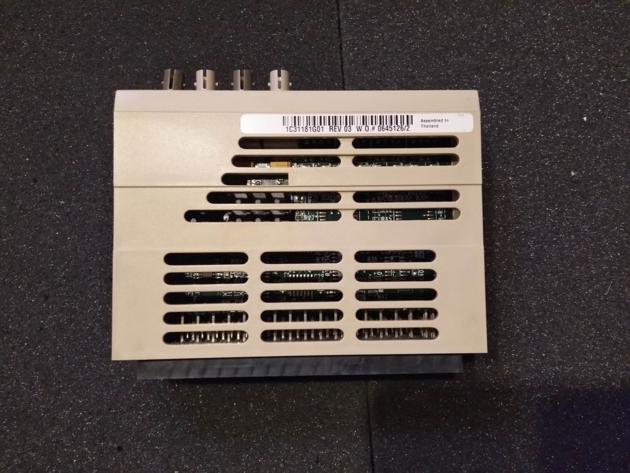 1C31181G01 REV 03 W.O.# 0645126/2
Assembled in
Thailand